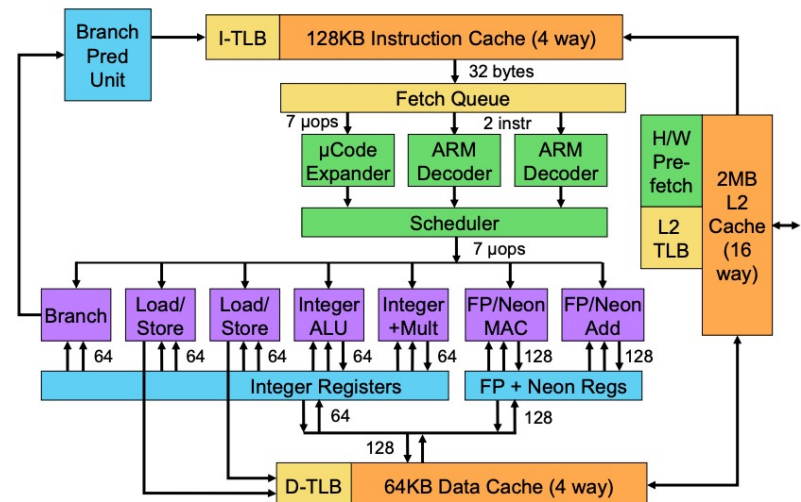 Branch
Pred
Unit
I-TLB
128KB Instruction Cache (4 way)
32 bytes
Fetch Queue
7 μops
2 instr
μCode
Expander
ARM
Decoder
ARM
Decoder
H/W
Pre-
fetch
L2
TLB
2MB
L2
Cache
(16
way)
Scheduler
7 μops
Branch
Load/
Store
Load/
Store
Integer
ALU
Integer
+Mult
FP/Neon
MAC
FP/Neon
Add
64
64
64
64
64
128
128
Integer Registers
FP + Neon Regs
64
128
128
D-TLB
64KB Data Cache (4 way)